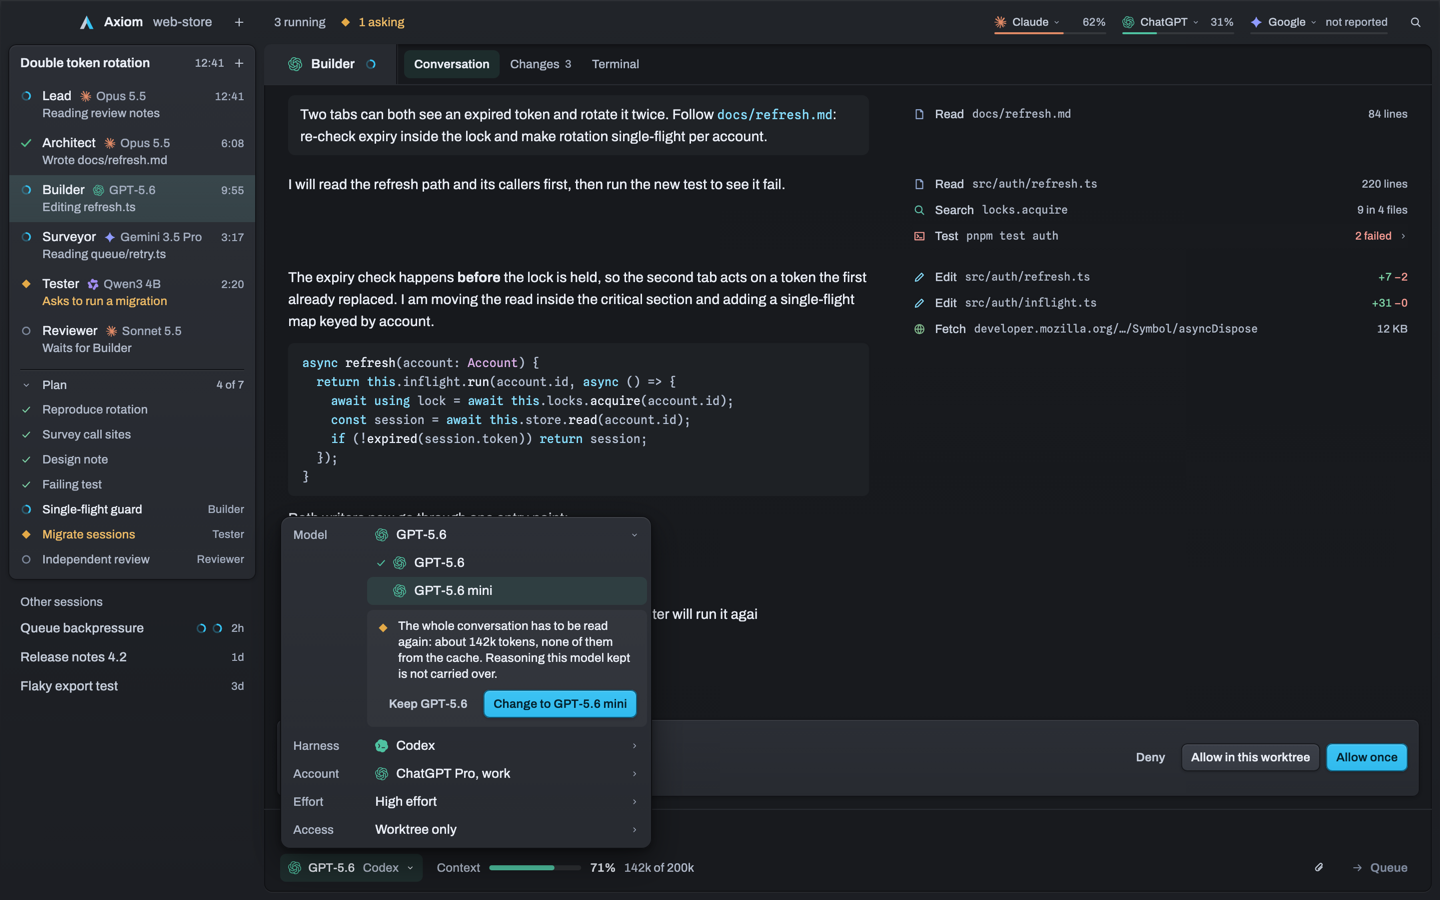 Axiom web-store +
3 running 1 asking
Claude 62% ChatGPT 31% Google not reported
Double token rotation 12:41 +
Lead Opus 5.5 12:41
Reading review notes
Architect Opus 5.5 6:08
Wrote docs/refresh.md
Builder GPT-5.6 9:55
Editing refresh.ts
Surveyor Gemini 3.5 Pro 3:17
Reading queue/retry.ts
Tester Qwen3 4B 2:20
Asks to run a migration
Reviewer Sonnet 5.5
Waits for Builder
Plan 4 of 7
Reproduce rotation
Survey call sites
Design note
Failing test
Single-flight guard Builder
Migrate sessions Tester
Independent review Reviewer
Other sessions
Queue backpressure 2h
Release notes 4.2 1d
Flaky export test 3d
Builder Conversation Changes 3 Terminal
Two tabs can both see an expired token and rotate it twice. Follow docs/refresh.md:
re-check expiry inside the lock and make rotation single-flight per account.
I will read the refresh path and its callers first, then run the new test to see it fail.
The expiry check happens before the lock is held, so the second tab acts on a token the first
already replaced. I am moving the read inside the critical section and adding a single-flight
map keyed by account.
async refresh(account: Account) {
return this.inflight.run(account.id, async () => {
await using lock = await this.locks.acquire(account.id);
const session = await this.store.read(account.id);
if (!expired(session.token)) return session;
});
}
Both writers now go through one entry point:
ter will run it agai
Read docs/refresh.md 84 lines
Read src/auth/refresh.ts 220 lines
Search locks.acquire 9 in 4 files
Test pnpm test auth 2 failed
Edit src/auth/refresh.ts +7 −2
Edit src/auth/inflight.ts +31 −0
Fetch developer.mozilla.org/…/Symbol/asyncDispose 12 KB
Model GPT-5.6
GPT-5.6
GPT-5.6 mini
The whole conversation has to be read
again: about 142k tokens, none of them
from the cache. Reasoning this model kept
is not carried over.
Keep GPT-5.6 Change to GPT-5.6 mini
Harness Codex
Account ChatGPT Pro, work
Effort High effort
Access Worktree only
Deny Allow in this worktree Allow once
GPT-5.6 Codex Context 71% 142k of 200k
Queue